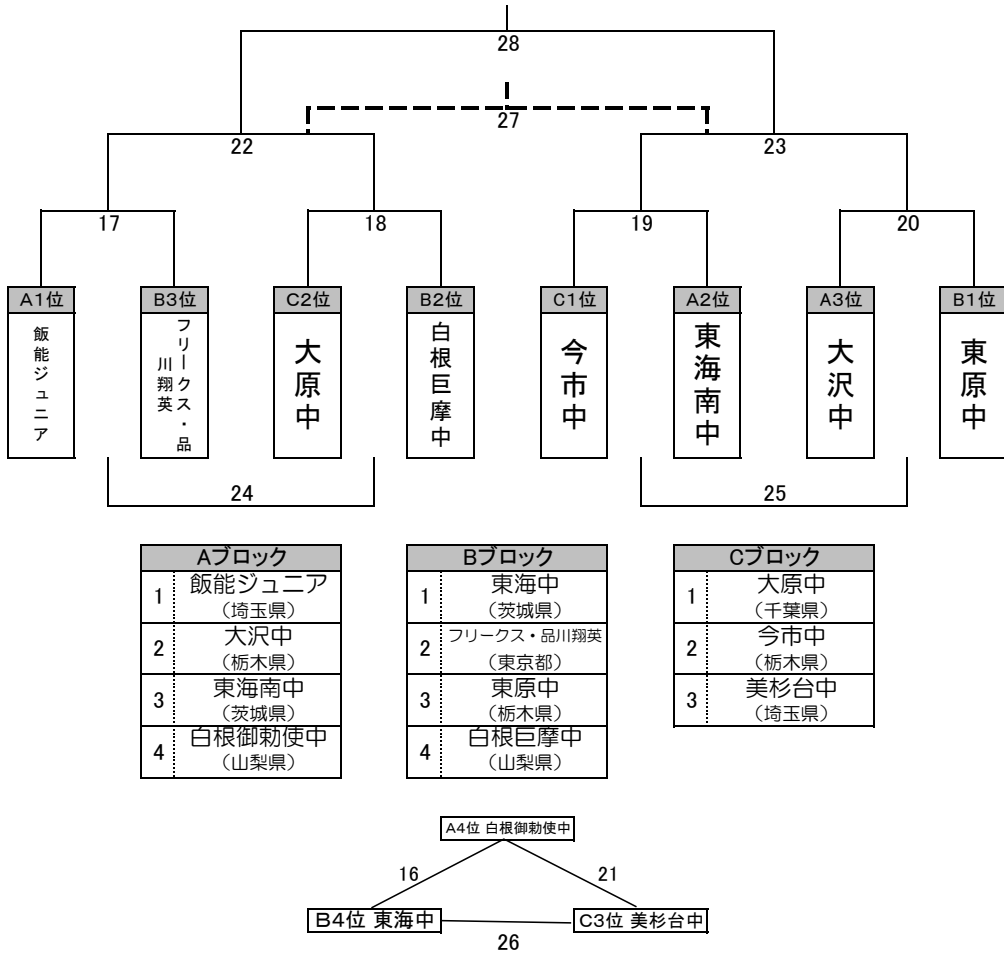 28
27
22
23
17
18
19
20
A1位
B3位
C2位
B2位
C1位
A2位
A3位
B1位
飯能ジュニア
フリークス・品
川翔英
大原中
白根巨摩中
今市中
東海南中
大沢中
東原中
24
25
Aブロック
1 飯能ジュニア
（埼玉県）
2 大沢中
（栃木県）
3 東海南中
（茨城県）
4 白根御勅使中
（山梨県）
Bブロック
1 東海中
（茨城県）
2 フリークス・品川翔英
（東京都）
3 東原中
（栃木県）
4 白根巨摩中
（山梨県）
Cブロック
1 大原中
（千葉県）
2 今市中
（栃木県）
3 美杉台中
（埼玉県）
A4位 白根御勅使中
16
21
B4位 東海中
C3位 美杉台中
26